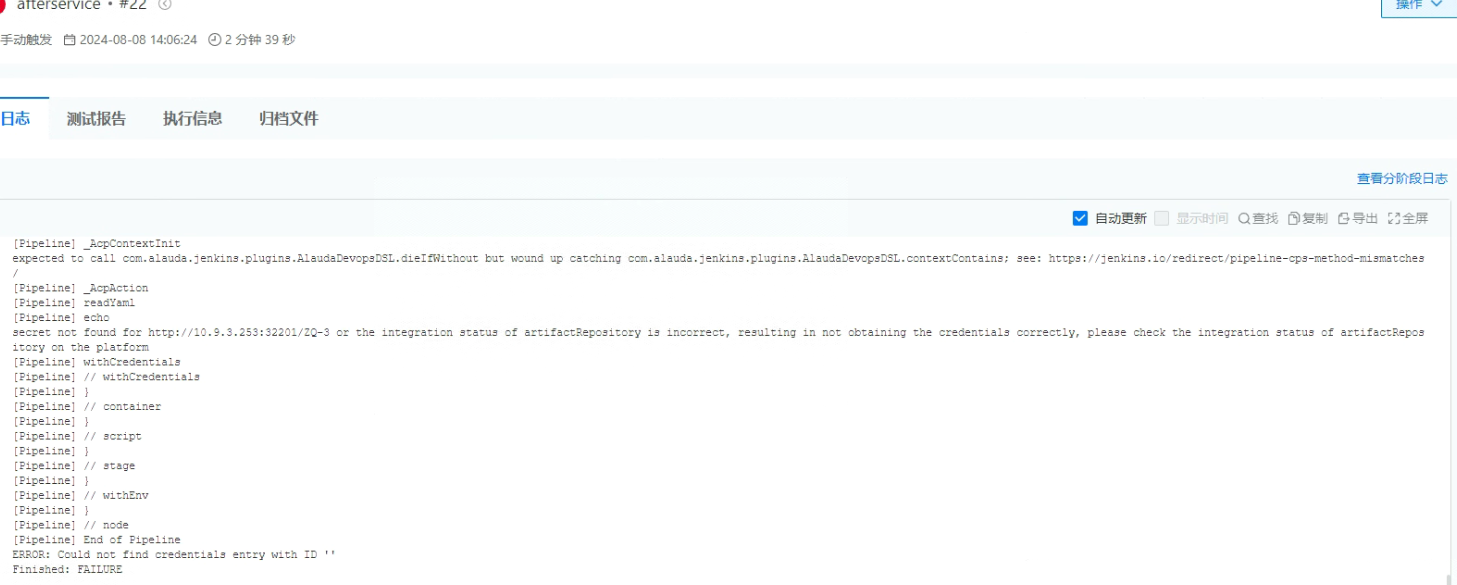 afterservice • #22
手动触发 2024-08-08 14:06:24 2 分钟 39 秒
操作
日志 测试报告 执行信息 归档文件
查看分阶段日志
自动更新 显示时间 查找 复制 导出 全屏
[Pipeline] _AcpContextInit
expected to call com.alauda.jenkins.plugins.AlaudaDevopsDSL.dieIfWithout but wound up catching com.alauda.jenkins.plugins.AlaudaDevopsDSL.contextContains; see: https://jenkins.io/redirect/pipeline-cps-method-mismatches
/
[Pipeline] _AcpAction
[Pipeline] readYaml
[Pipeline] echo
secret not found for http://10.9.3.253:32201/ZQ-3 or the integration status of artifactRepository is incorrect, resulting in not obtaining the credentials correctly, please check the integration status of artifactRepos
itory on the platform
[Pipeline] withCredentials
[Pipeline] // withCredentials
[Pipeline] }
[Pipeline] // container
[Pipeline] }
[Pipeline] // script
[Pipeline] }
[Pipeline] // stage
[Pipeline] }
[Pipeline] // withEnv
[Pipeline] }
[Pipeline] // node
[Pipeline] End of Pipeline
ERROR: Could not find credentials entry with ID ''
Finished: FAILURE